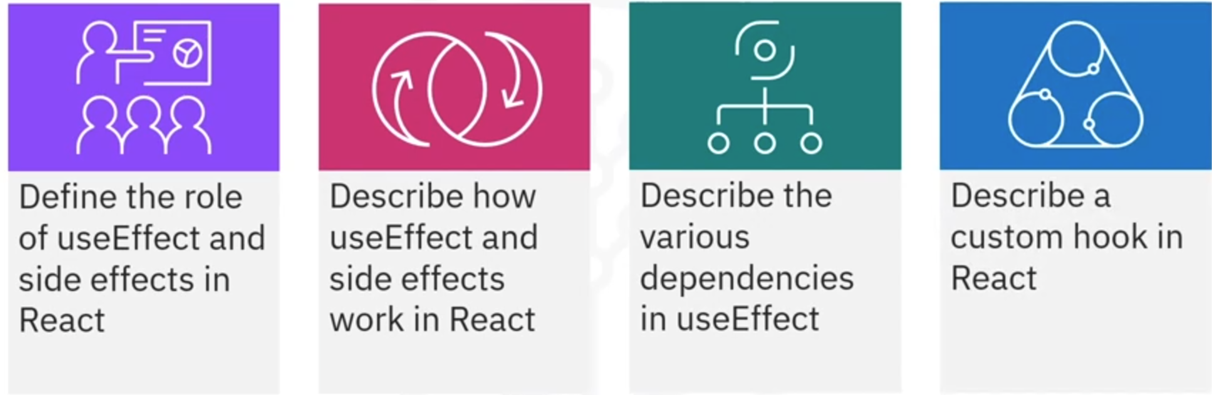 Define the role
of useEffect and
side effects in
React
Describe how
useEffect and
side effects
work in React
Describe the
various
dependencies
in useEffect
Describe a
custom hook in
React